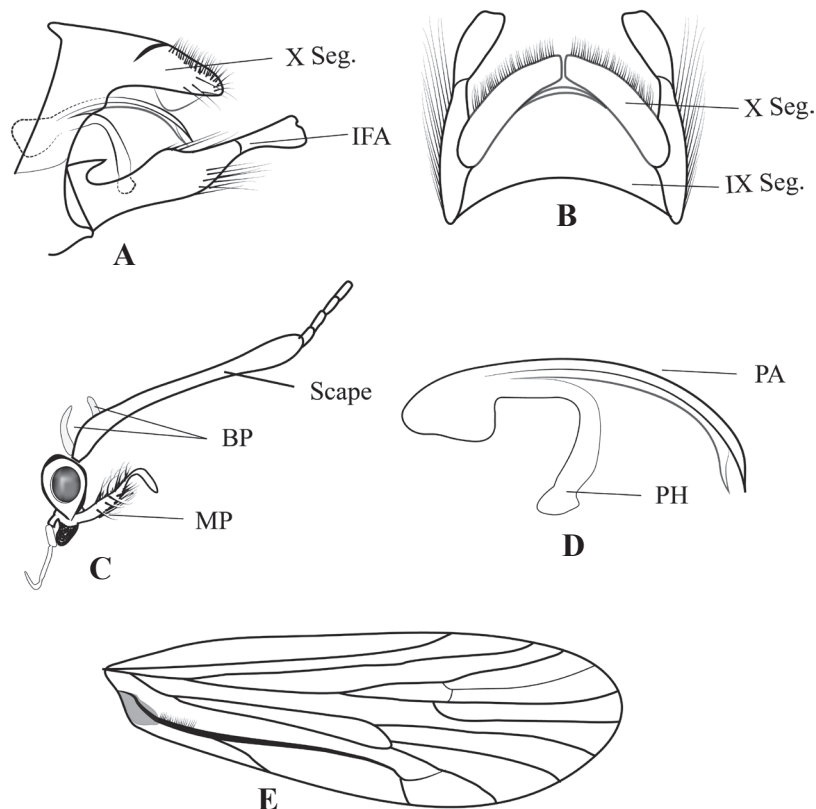 X Seg.
IFA
A
X Seg.
IX Seg.
B
Scape
BP
MP
C
PA
PH
D
E